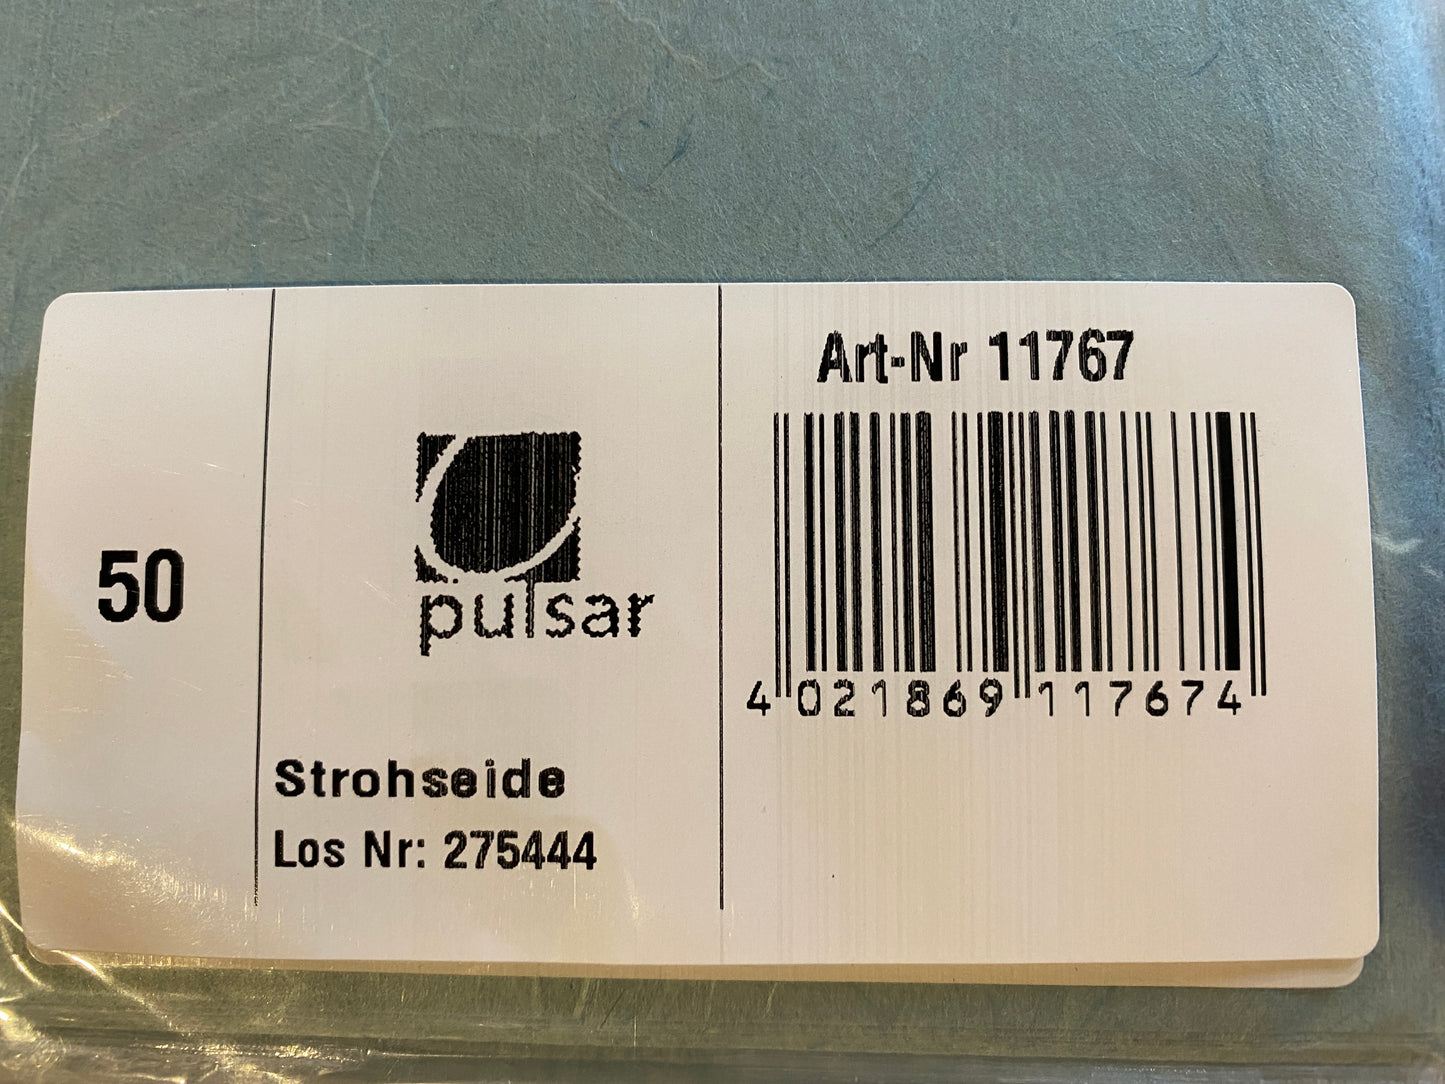 50
pulsar
Strohseide
Los Nr: 275444
Art-Nr 11767
4 021869 117674